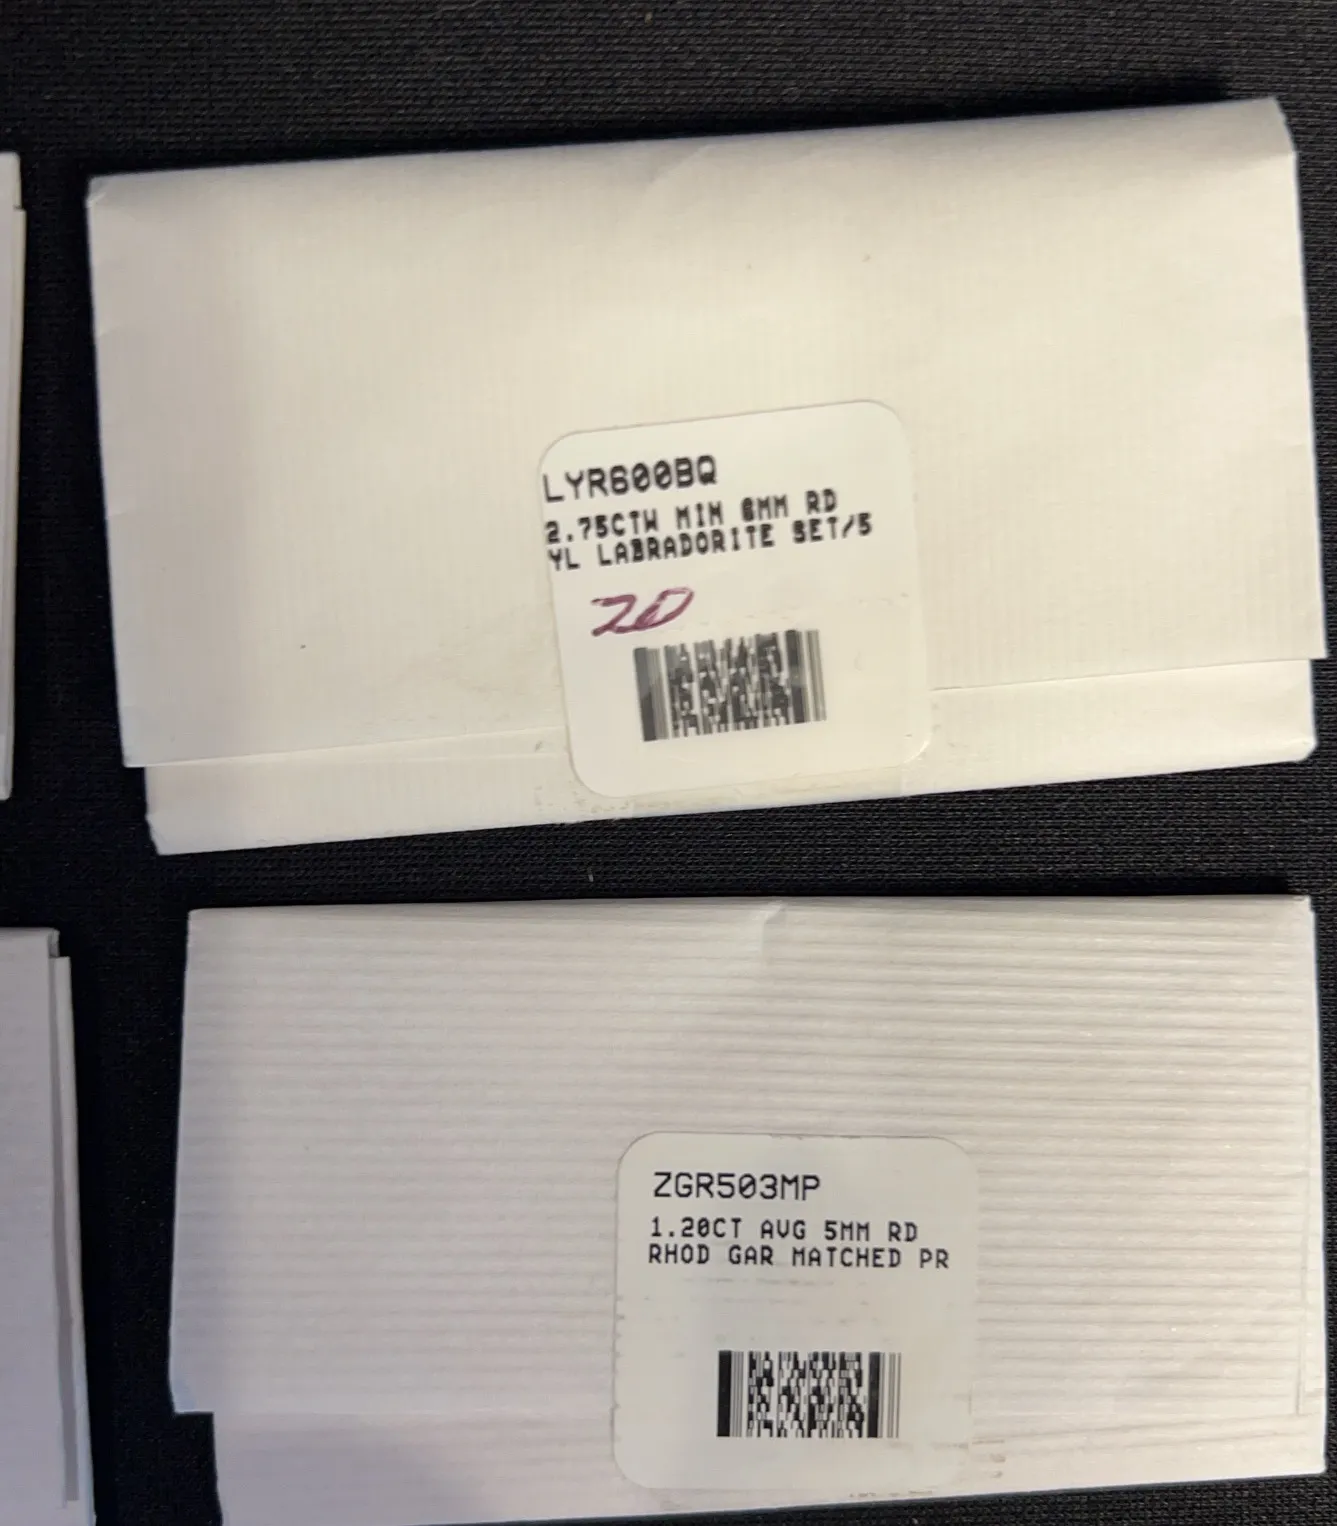 LYR600BQ
2.75CTW MIN 6MM RD
YL LABRADORITE SET/5
20
ZGR503MP
1.20CT AVG 5MM RD
RHOD GAR MATCHED PR